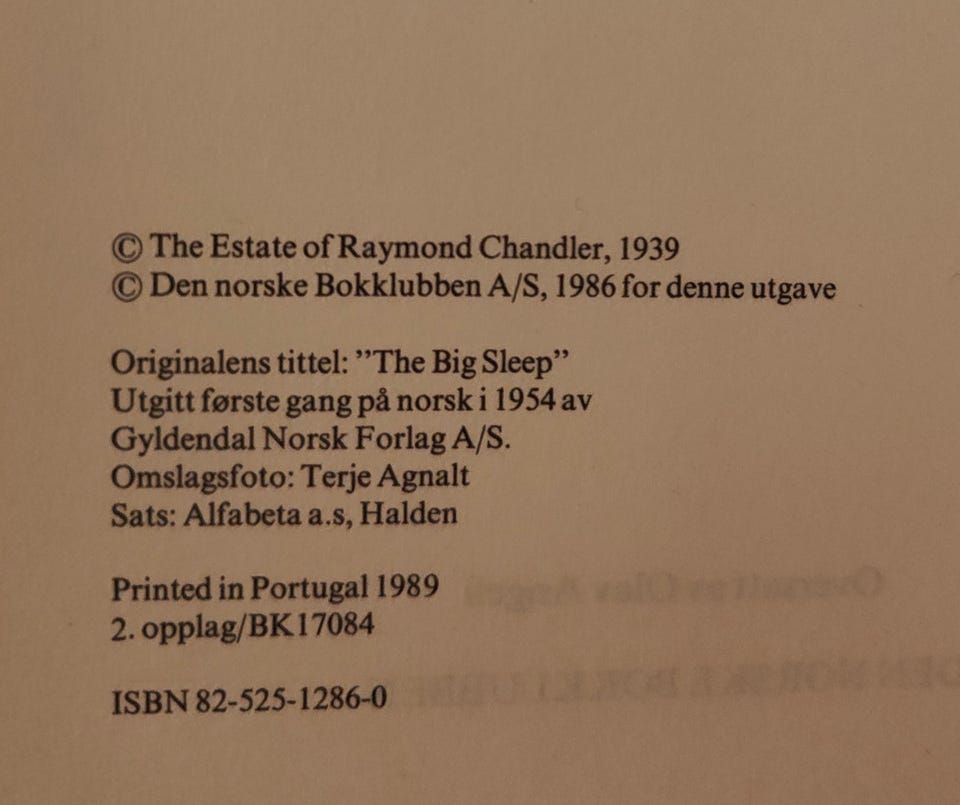 © The Estate of Raymond Chandler, 1939
© Den norske Bokklubben A/S, 1986 for denne utgave
Originalens tittel: ”The Big Sleep”
Utgitt første gang på norsk i 1954 av
Gyldendal Norsk Forlag A/S.
Omslagsfoto: Terje Agnalt
Sats: Alfabeta a.s, Halden
Printed in Portugal 1989
2. opplag/BK17084
ISBN 82-525-1286-0